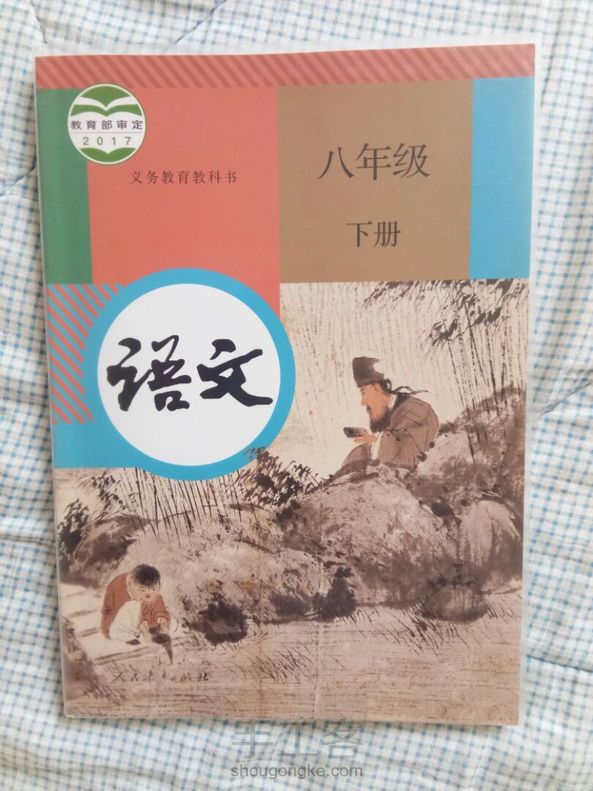 教育部审定
2017
义务教育教科书
八年级
下册
语文
人民教育出版社
手工客
shougongke.com